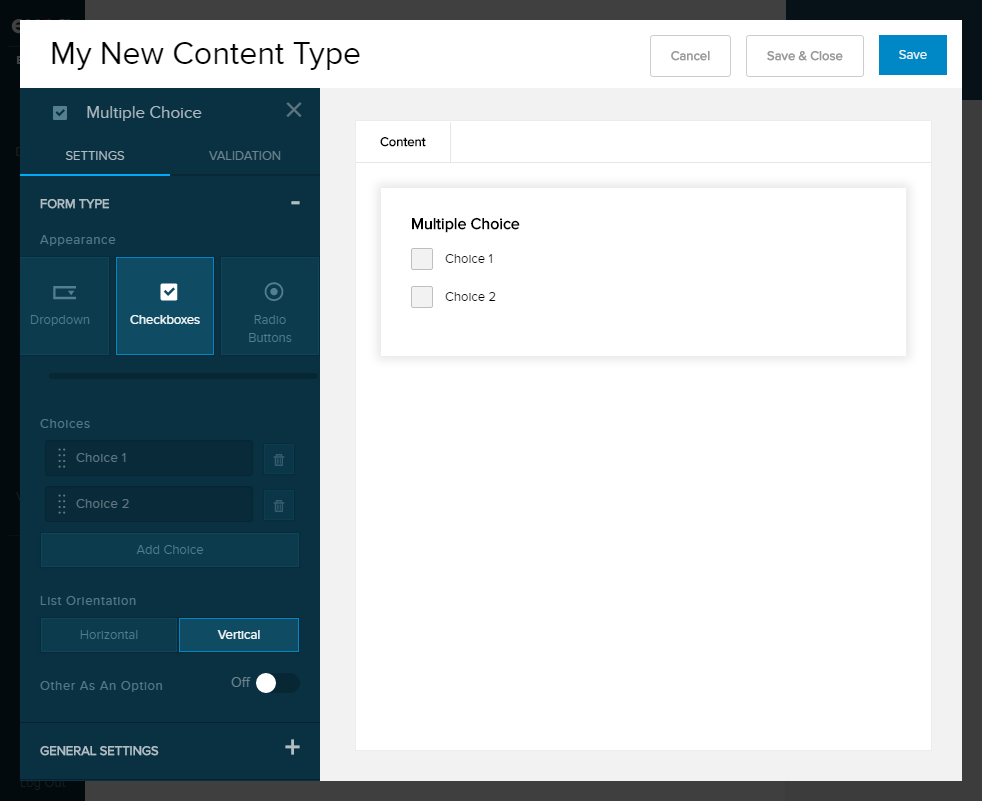 My New Content Type
Cancel
Save & Close
Save
Multiple Choice
SETTINGS
VALIDATION
FORM TYPE
Appearance
Dropdown
Checkboxes
Radio
Buttons
Choices
Choice 1
Choice 2
Add Choice
List Orientation
Horizontal
Vertical
Other As An Option
Off
GENERAL SETTINGS
Content
Multiple Choice
Choice 1
Choice 2
Log Out